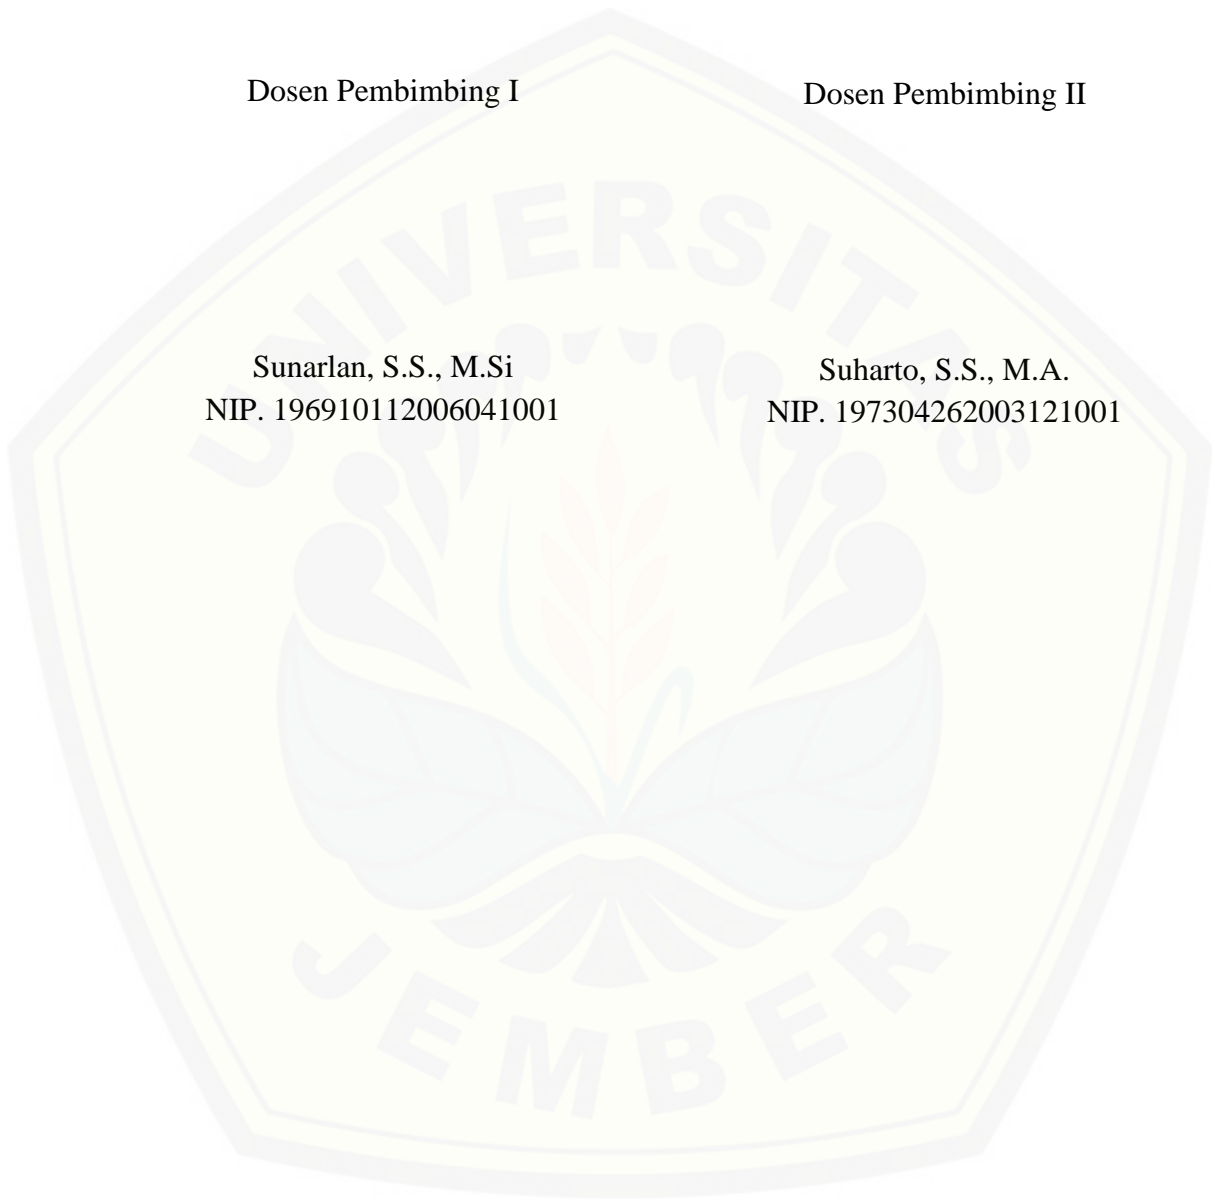 Dosen Pembimbing I
Dosen Pembimbing II
Sunarlan, S.S., M.Si
NIP. 196910112006041001
Suharto, S.S., M.A.
NIP. 197304262003121001
UNIVERSITAS
JEMBER